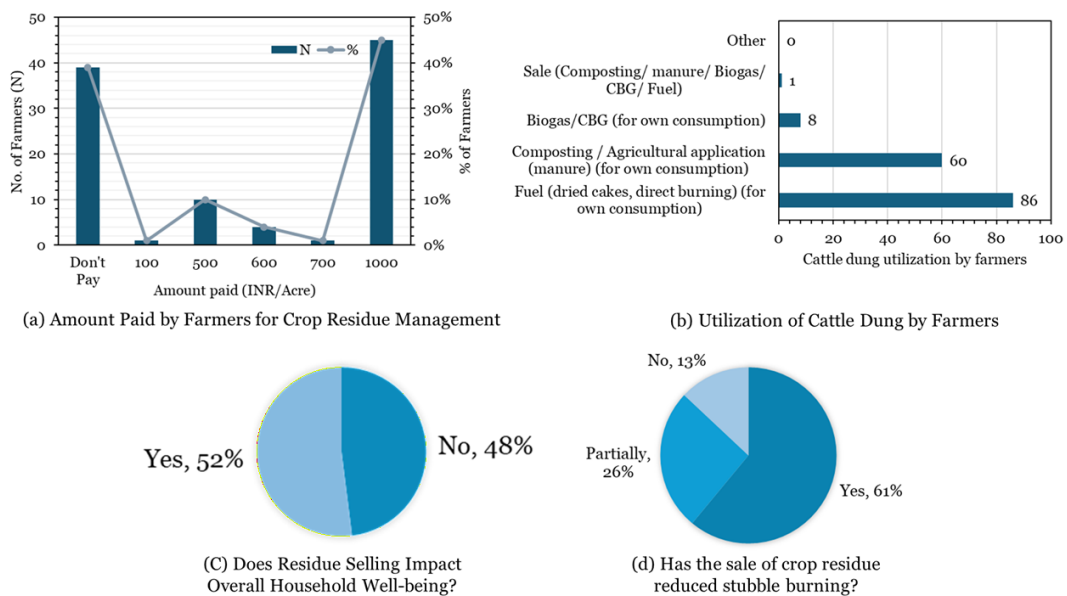 50
40
30
20
10
0
No. of Farmers (N)
50%
40%
30%
20%
10%
0%
% of Farmers
N
%
Don't
Pay
100
500
600
700
1000
Amount paid (INR/Acre)
(a) Amount Paid by Farmers for Crop Residue Management
Other
0
Sale (Composting/ manure/ Biogas/
CBG/ Fuel)
1
Biogas/CBG (for own consumption)
8
Composting / Agricultural application
(manure) (for own consumption)
60
Fuel (dried cakes, direct burning) (for
own consumption)
86
0
20
40
60
80
100
Cattle dung utilization by farmers
(b) Utilization of Cattle Dung by Farmers
Yes, 52%
No, 48%
(C) Does Residue Selling Impact
Overall Household Well-being?
No, 13%
Partially,
26%
Yes, 61%
(d) Has the sale of crop residue
reduced stubble burning?